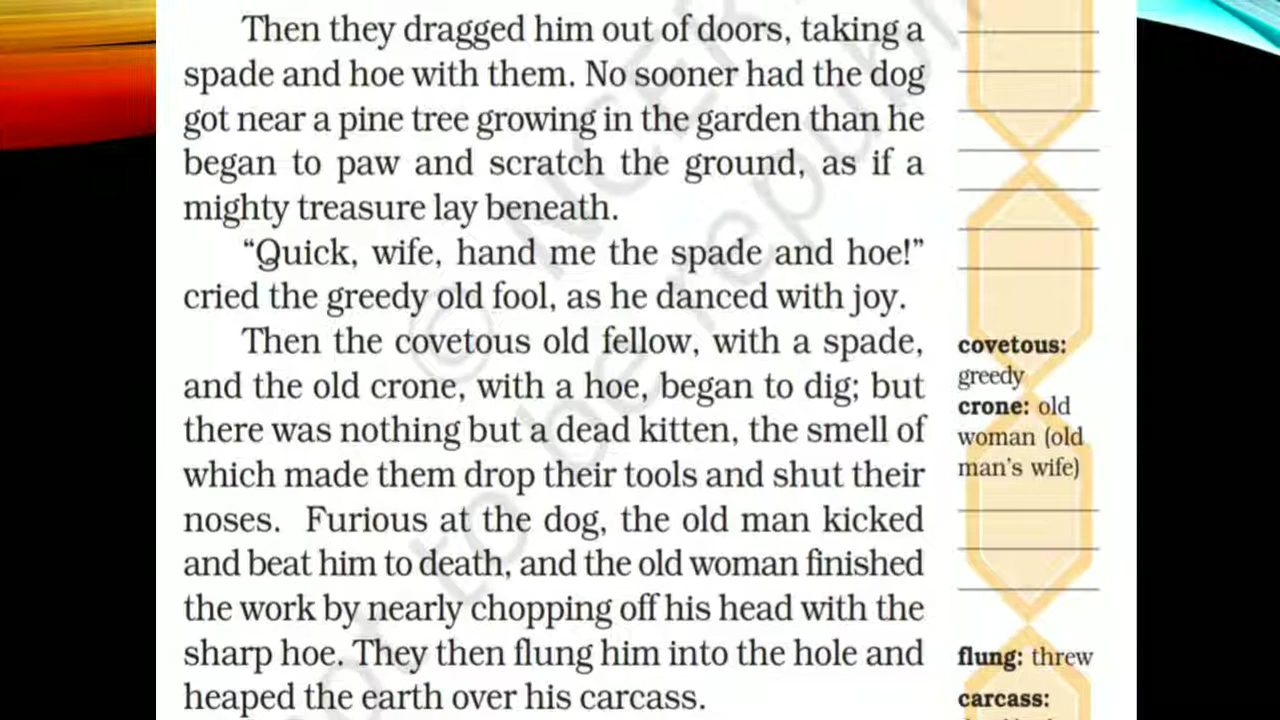 Then they dragged him out of doors, taking a
spade and hoe with them. No sooner had the dog
got near a pine tree growing in the garden than he
began to paw and scratch the ground, as if a
mighty treasure lay beneath.
“Quick, wife, hand me the spade and hoe!”
cried the greedy old fool, as he danced with joy.
Then the covetous old fellow, with a spade,
and the old crone, with a hoe, began to dig; but
there was nothing but a dead kitten, the smell of
which made them drop their tools and shut their
noses. Furious at the dog, the old man kicked
and beat him to death, and the old woman finished
the work by nearly chopping off his head with the
sharp hoe. They then flung him into the hole and
heaped the earth over his carcass.
covetous:
greedy
crone: old
woman (old
man’s wife)
flung: threw
carcass: